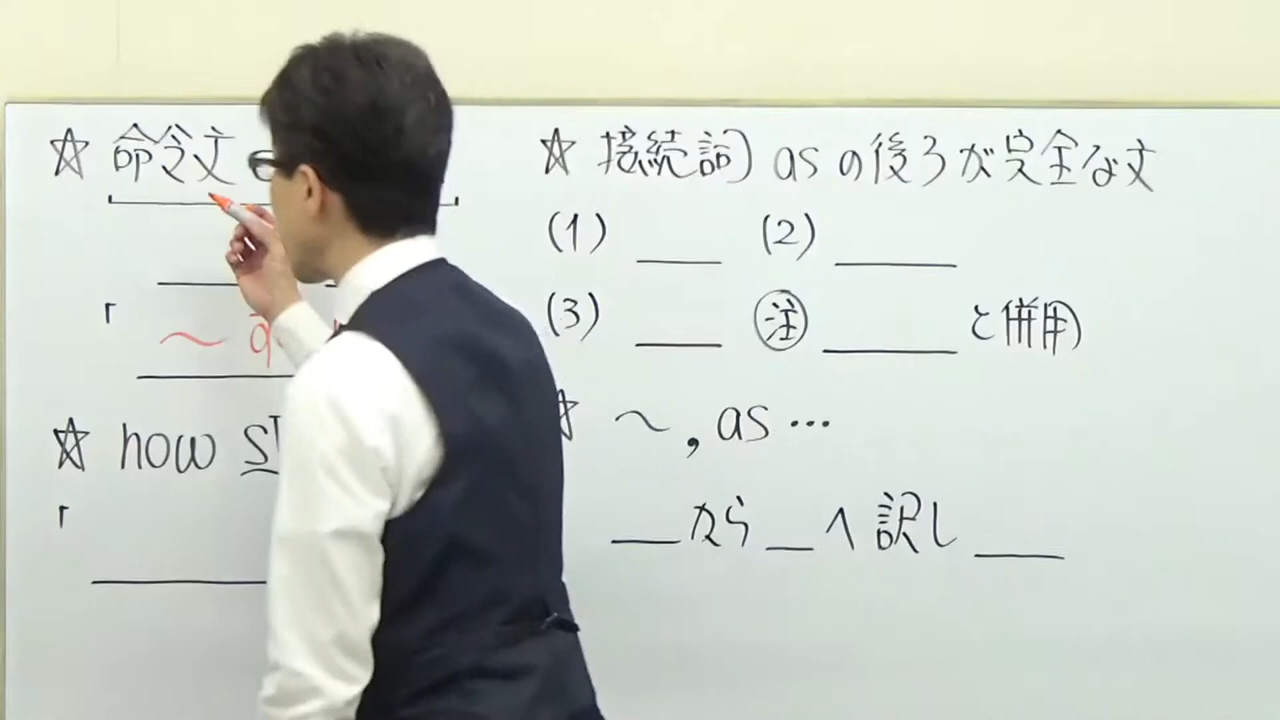 ☆ 命令文
「
～
☆ how
「
☆ 接続詞 as の後ろが完全な文
(1) ＿＿ (2) ＿＿
(3) ＿＿ 注 ＿＿ と併用
☆ ～, as …
＿＿から＿へ訳し＿＿